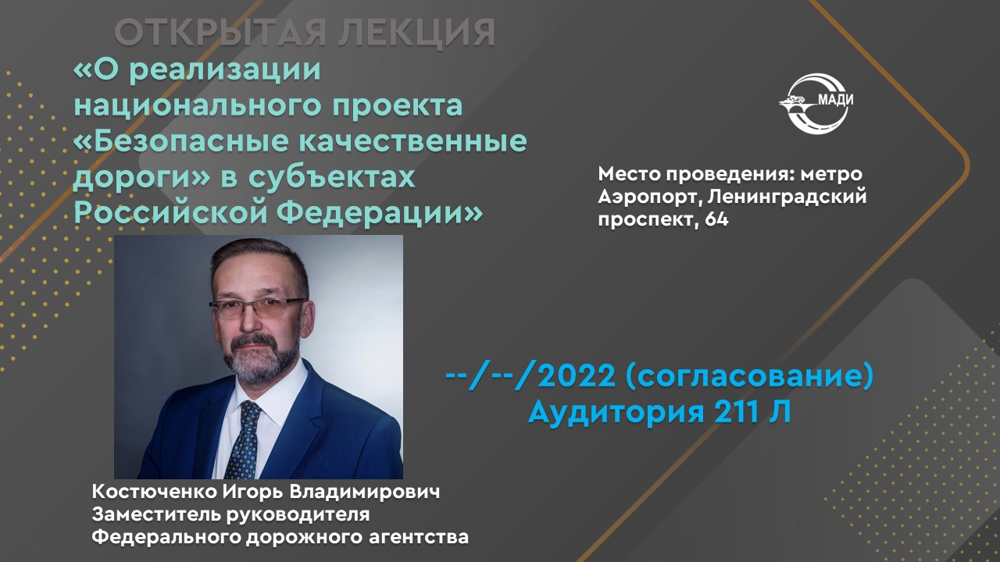 ОТКРЫТАЯ ЛЕКЦИЯ
«О реализации
национального проекта
«Безопасные качественные
дороги» в субъектах
Российской Федерации»
МАДИ
Место проведения: метро
Аэропорт, Ленинградский
проспект, 64
--/--/2022 (согласование)
Аудитория 211 Л
Костюченко Игорь Владимирович
Заместитель руководителя
Федерального дорожного агентства